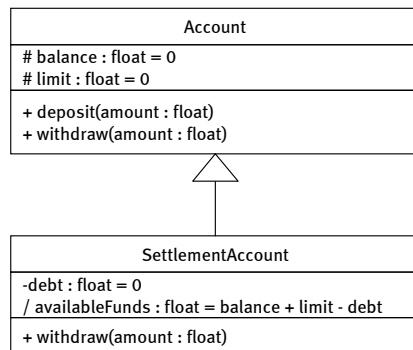 Account
# balance : float = 0
# limit : float = 0
+ deposit(amount : float)
+ withdraw(amount : float)
SettlementAccount
-debt : float = 0
/ availableFunds : float = balance + limit - debt
+ withdraw(amount : float)